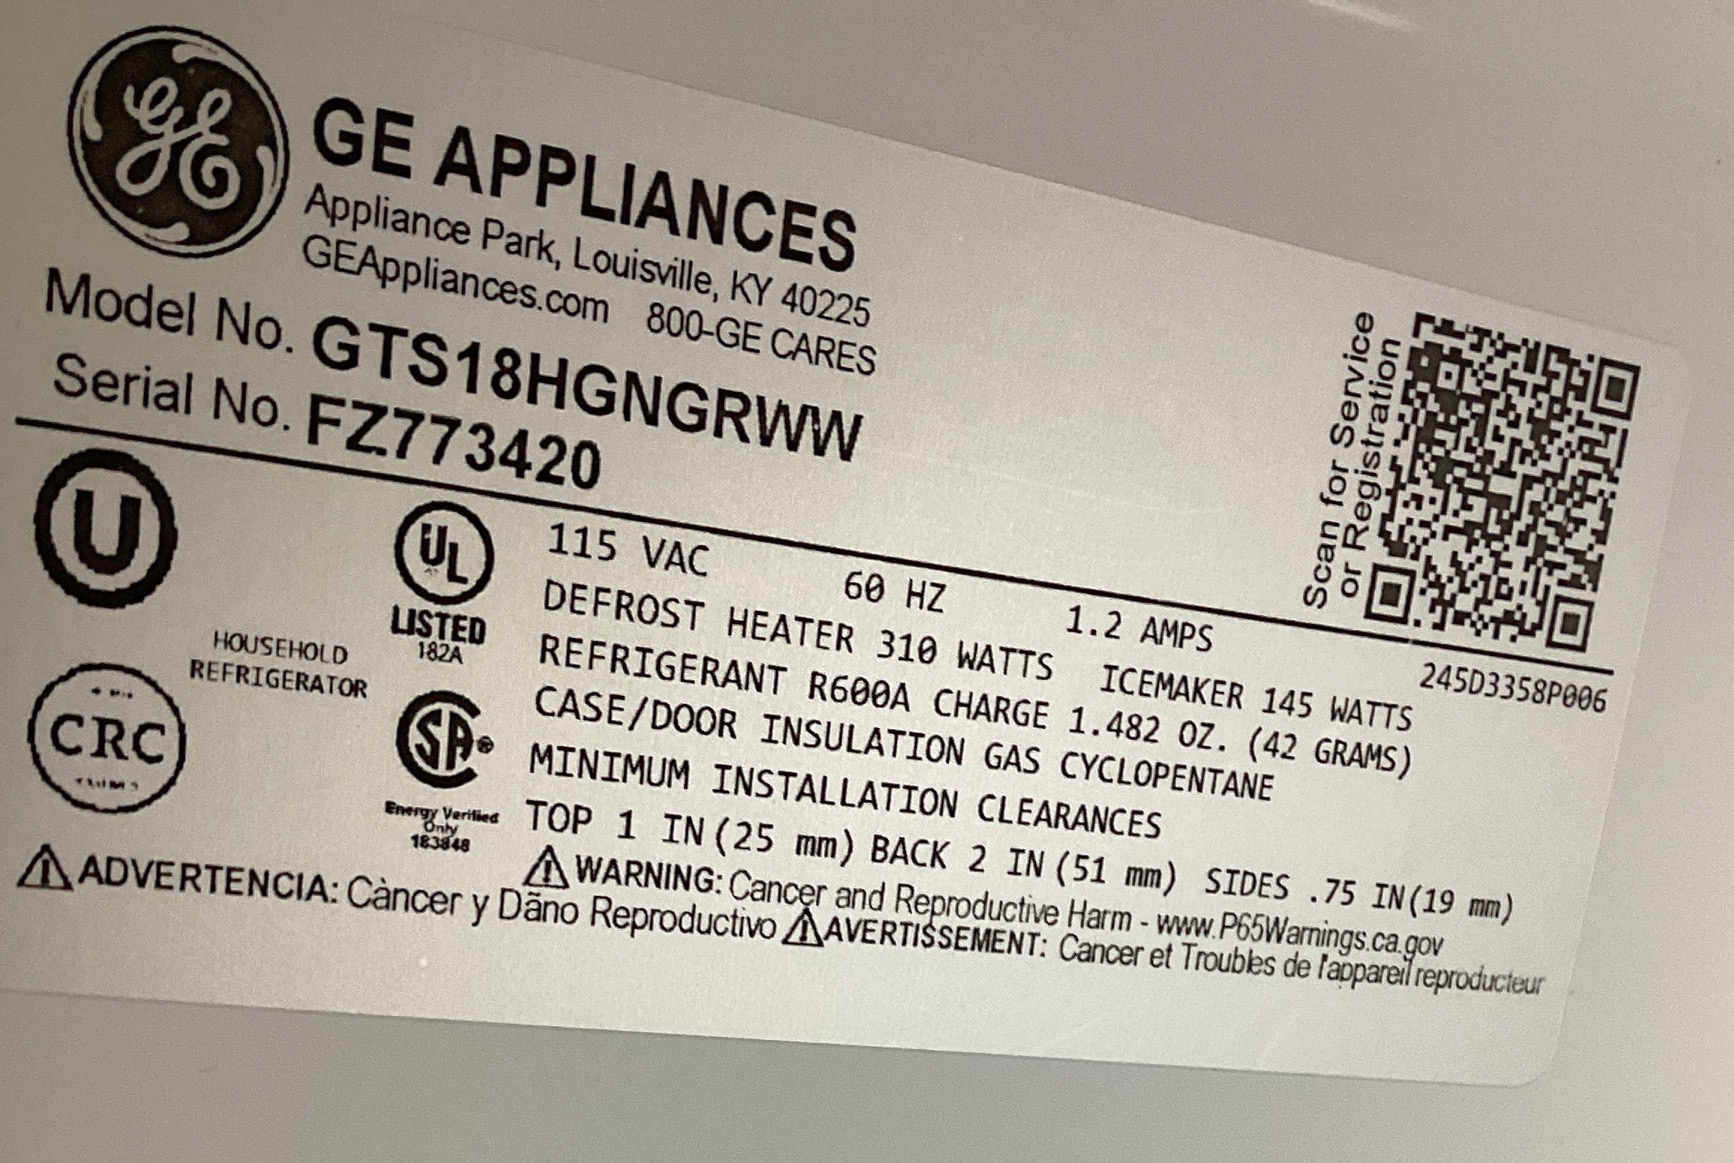 GE
GE APPLIANCES
Appliance Park, Louisville, KY 40225
GEAppliances.com 800-GE CARES
Model No. GTS18HGNGRWW
Serial No. FZ773420
Scan for Service
or Registration
245D3358P006
U
UL
LISTED
182A
HOUSEHOLD
REFRIGERATOR
CRC
SA®
Energy Verified
Only
183848
115 VAC 60 HZ 1.2 AMPS
DEFROST HEATER 310 WATTS ICEMAKER 145 WATTS
REFRIGERANT R600A CHARGE 1.482 OZ. (42 GRAMS)
CASE/DOOR INSULATION GAS CYCLOPENTANE
MINIMUM INSTALLATION CLEARANCES
TOP 1 IN (25 mm) BACK 2 IN (51 mm) SIDES .75 IN (19 mm)
⚠WARNING: Cancer and Reproductive Harm - www.P65Warnings.ca.gov
⚠ADVERTENCIA: Càncer y Dāno Reproductivo ⚠AVERTISSEMENT: Cancer et Troubles de l'appareil reproducteur